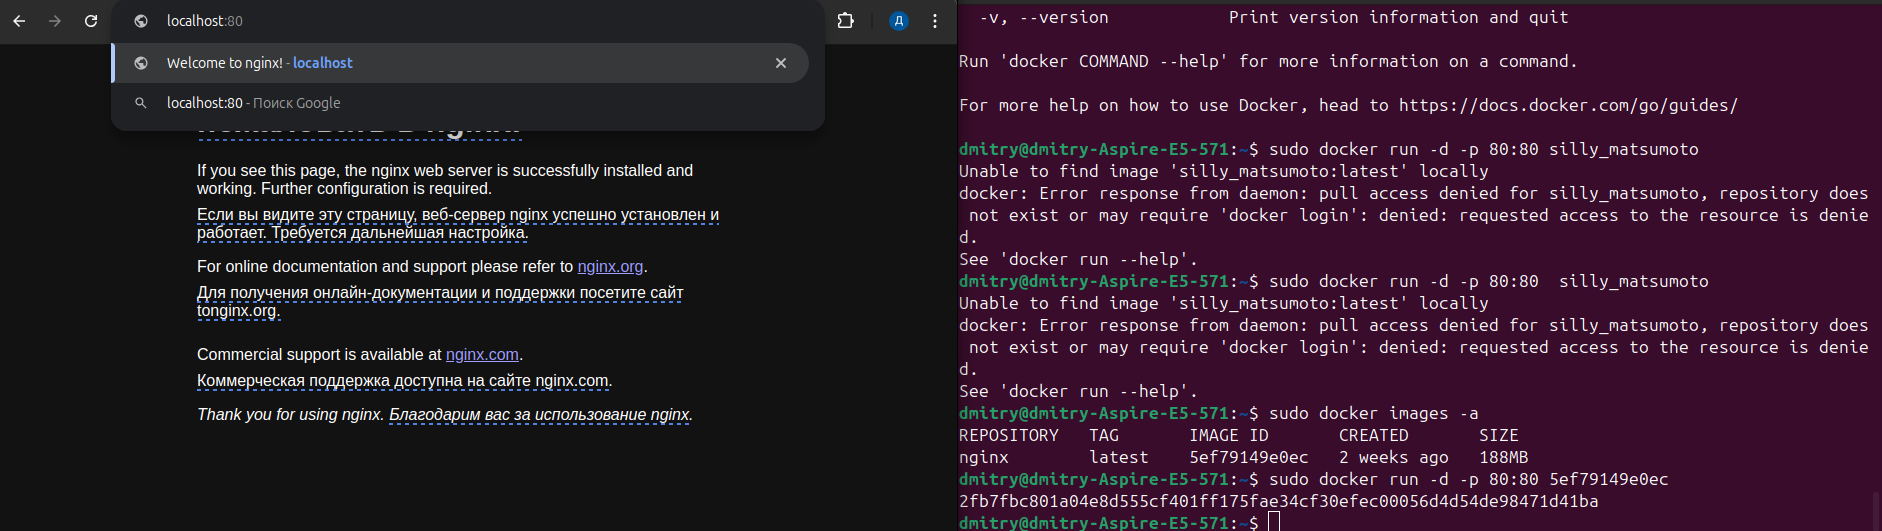 localhost:80
Д
Welcome to nginx! - localhost
localhost:80 - Поиск Google
If you see this page, the nginx web server is successfully installed and
working. Further configuration is required.
Если вы видите эту страницу, веб-сервер nginx успешно установлен и
работает. Требуется дальнейшая настройка.
For online documentation and support please refer to nginx.org.
Для получения онлайн-документации и поддержки посетите сайт
tonginx.org.
Commercial support is available at nginx.com.
Коммерческая поддержка доступна на сайте nginx.com.
Thank you for using nginx. Благодарим вас за использование nginx.
-v, --version            Print version information and quit
Run 'docker COMMAND --help' for more information on a command.
For more help on how to use Docker, head to https://docs.docker.com/go/guides/
dmitry@dmitry-Aspire-E5-571:~$ sudo docker run -d -p 80:80 silly_matsumoto
Unable to find image 'silly_matsumoto:latest' locally
docker: Error response from daemon: pull access denied for silly_matsumoto, repository does
not exist or may require 'docker login': denied: requested access to the resource is denie
d.
See 'docker run --help'.
dmitry@dmitry-Aspire-E5-571:~$ sudo docker run -d -p 80:80  silly_matsumoto
Unable to find image 'silly_matsumoto:latest' locally
docker: Error response from daemon: pull access denied for silly_matsumoto, repository does
not exist or may require 'docker login': denied: requested access to the resource is denie
d.
See 'docker run --help'.
dmitry@dmitry-Aspire-E5-571:~$ sudo docker images -a
REPOSITORY   TAG       IMAGE ID       CREATED       SIZE
nginx        latest    5ef79149e0ec   2 weeks ago   188MB
dmitry@dmitry-Aspire-E5-571:~$ sudo docker run -d -p 80:80 5ef79149e0ec
2fb7fbc801a04e8d555cf401ff175fae34cf30efec00056d4d54de98471d41ba
dmitry@dmitry-Aspire-E5-571:~$